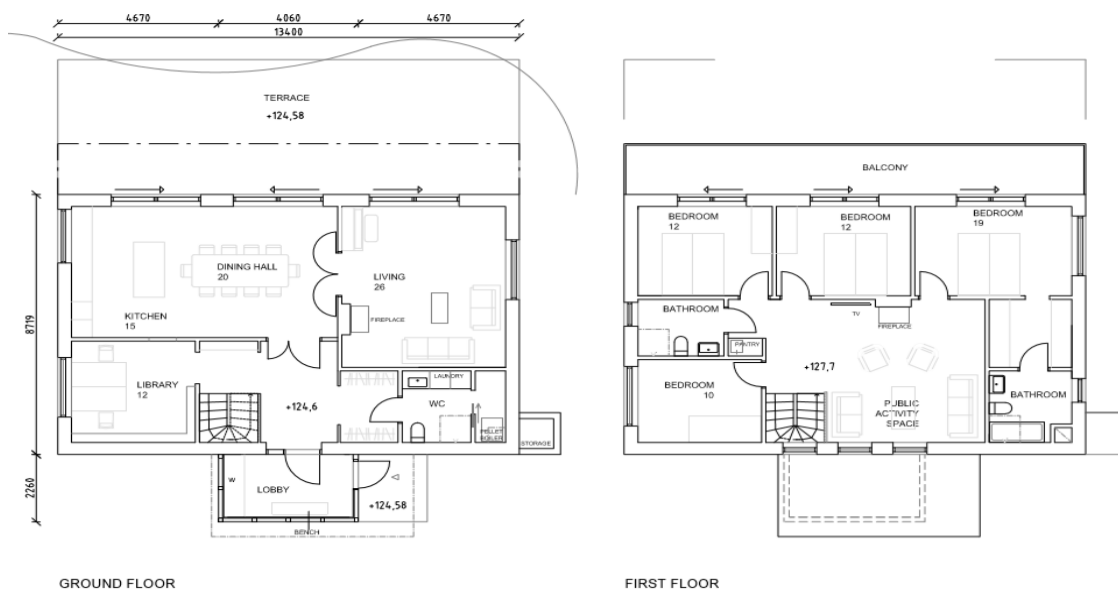 4670 4060 4670
13400
TERRACE
+124,58
8719
2260
DINING HALL
20
LIVING
26
KITCHEN
15
FIREPLACE
LIBRARY
12
LAUNDRY
WC
+124,6
PELLET
BOILER
STORAGE
W
LOBBY
+124,58
BENCH
GROUND FLOOR
BALCONY
BEDROOM
12
BEDROOM
12
BEDROOM
19
BATHROOM
TV
FIREPLACE
PANTRY
+127,7
BEDROOM
10
PUBLIC
ACTIVITY
SPACE
BATHROOM
FIRST FLOOR